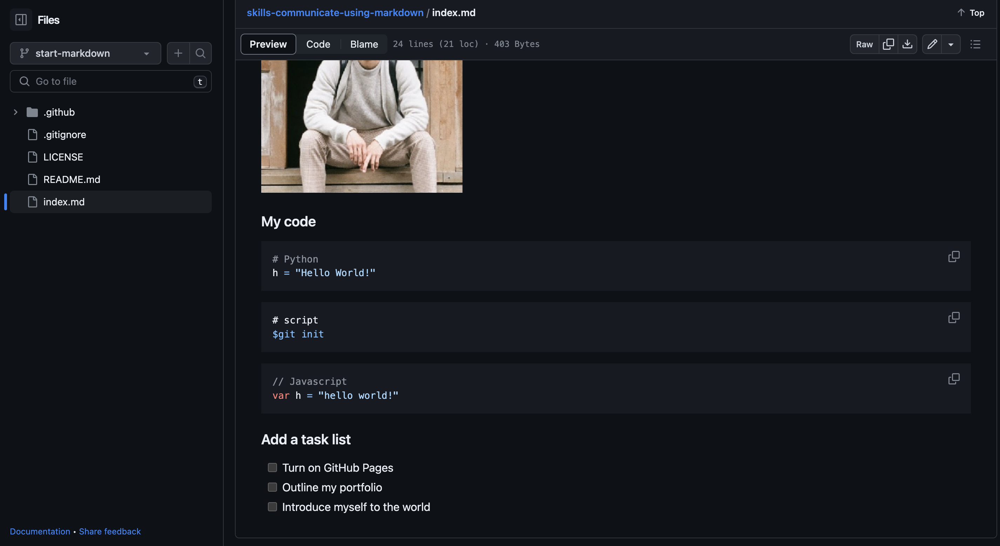 Files
start-markdown
Go to file
t
.github
.gitignore
LICENSE
README.md
index.md
Documentation • Share feedback
skills-communicate-using-markdown / index.md
Top
Preview Code Blame 24 lines (21 loc) · 403 Bytes
Raw
My code
# Python
h = "Hello World!"
# script
$git init
// Javascript
var h = "hello world!"
Add a task list
Turn on GitHub Pages
Outline my portfolio
Introduce myself to the world